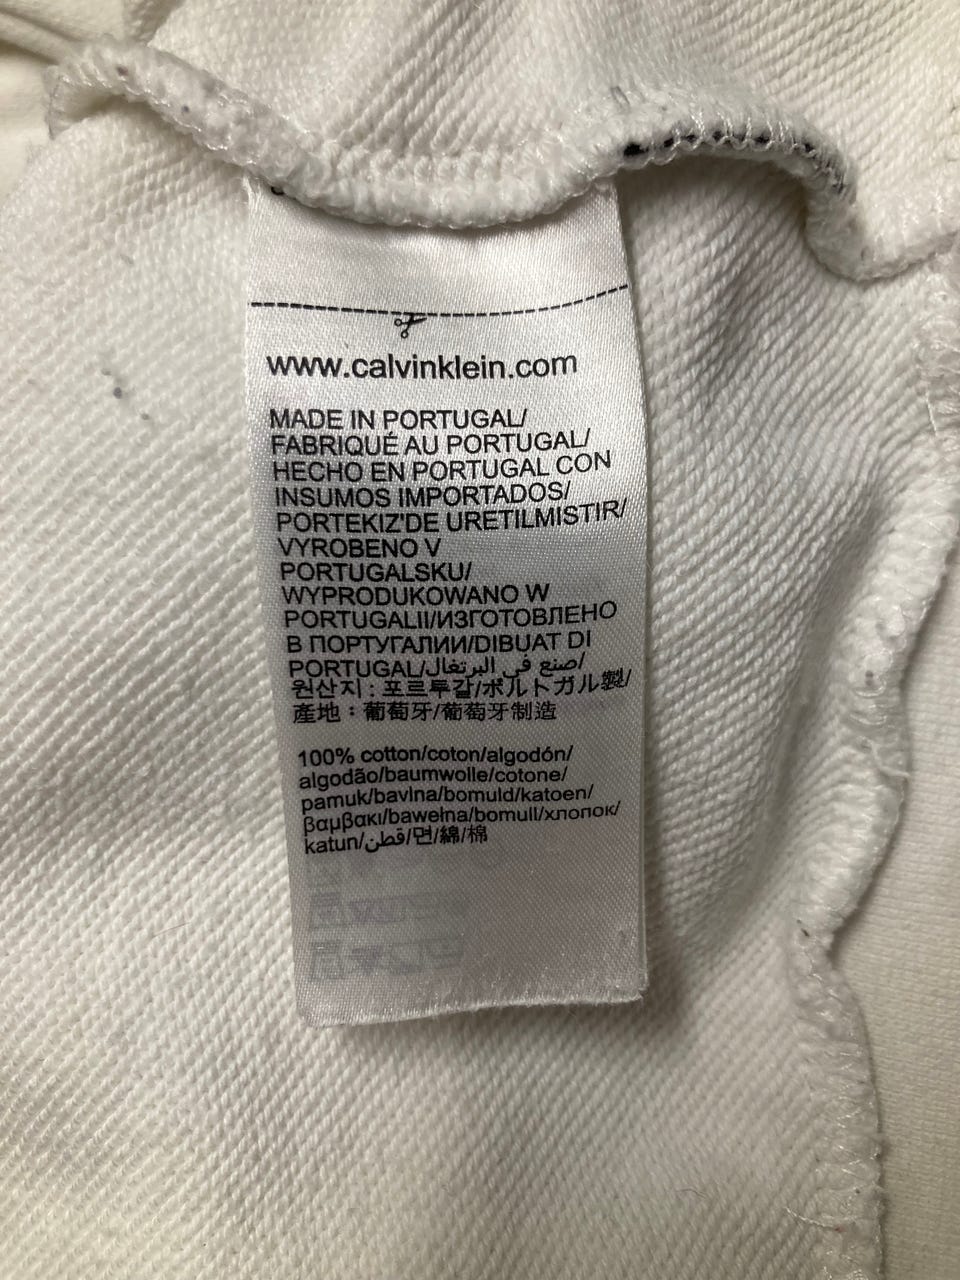 www.calvinklein.com
MADE IN PORTUGAL/
FABRIQUÉ AU PORTUGAL/
HECHO EN PORTUGAL CON
INSUMOS IMPORTADOS/
PORTEKIZ'DE URETILMISTIR/
VYROBENO V
PORTUGALSKU/
WYPRODUKOWANO W
PORTUGALII/ИЗГОТОВЛЕНО
В ПОРТУГАЛИИ/DIBUAT DI
PORTUGAL/صنع في البرتغال/
원산지 : 포르투갈/ポルトガル製/
產地：葡萄牙/葡萄牙制造
100% cotton/coton/algodón/
algodão/baumwolle/cotone/
pamuk/bavlna/bomuld/katoen/
βαμβακι/bawełna/bomull/хлопок/
katun/قطن/면/綿/棉